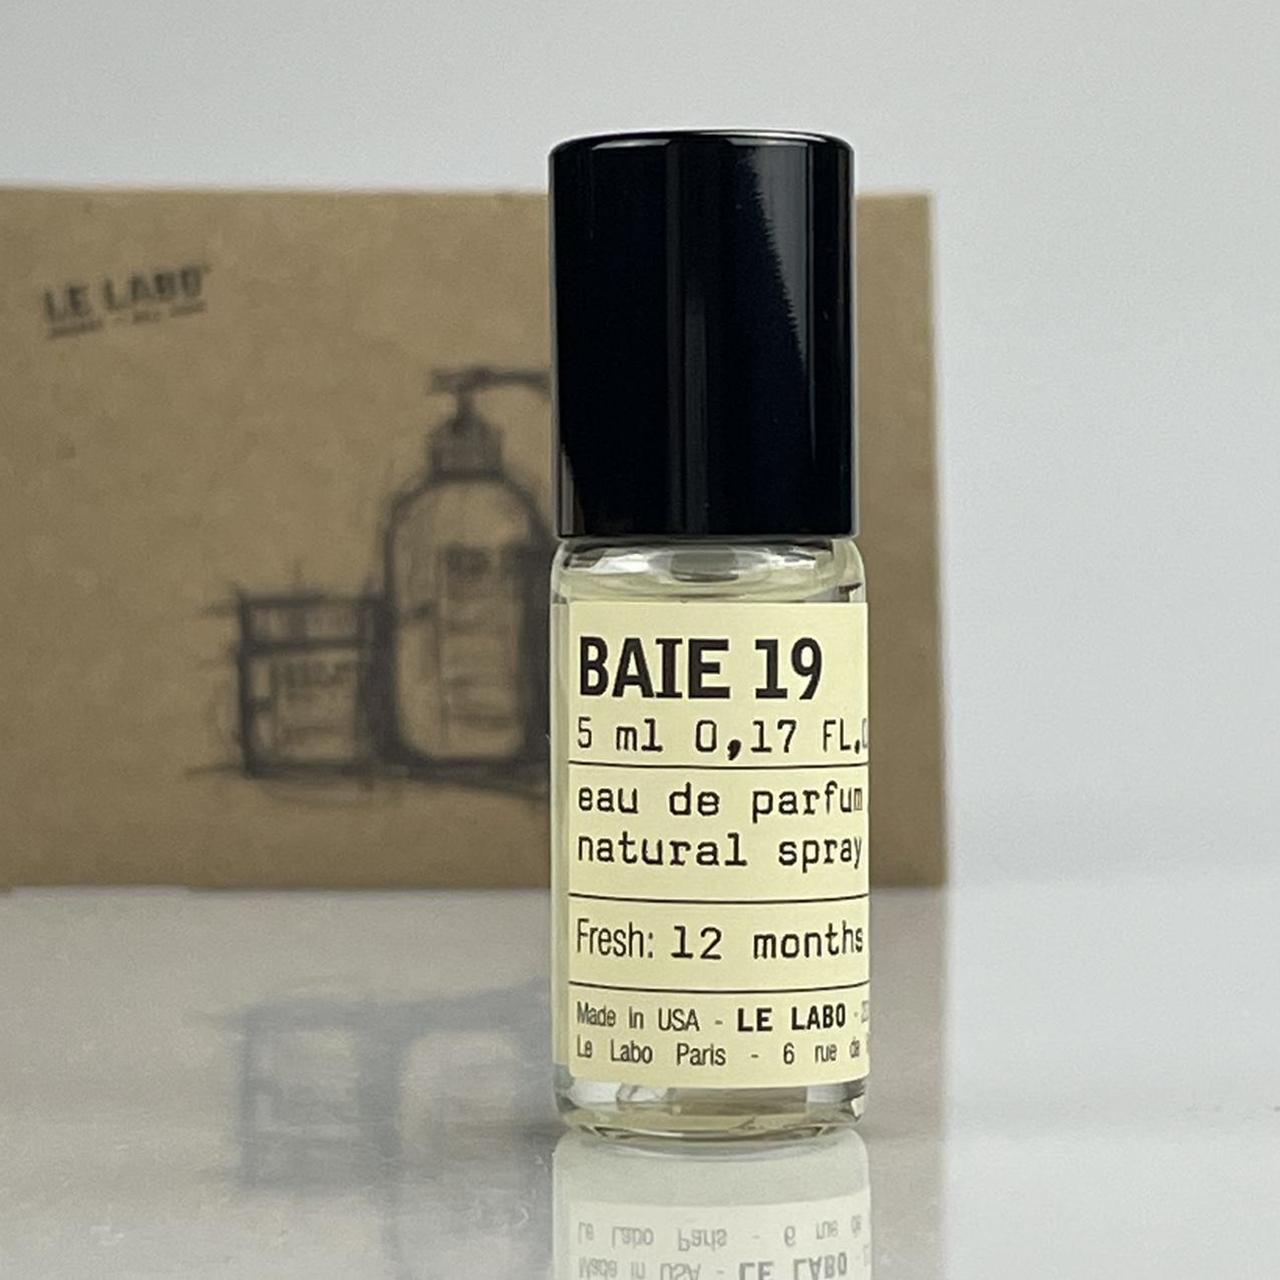 LE LABO
BAIE 19
5 ml 0,17 FL.
eau de parfum
natural spray
Fresh: 12 months
Made in USA - LE LABO -
Le Labo Paris - 6 rue de